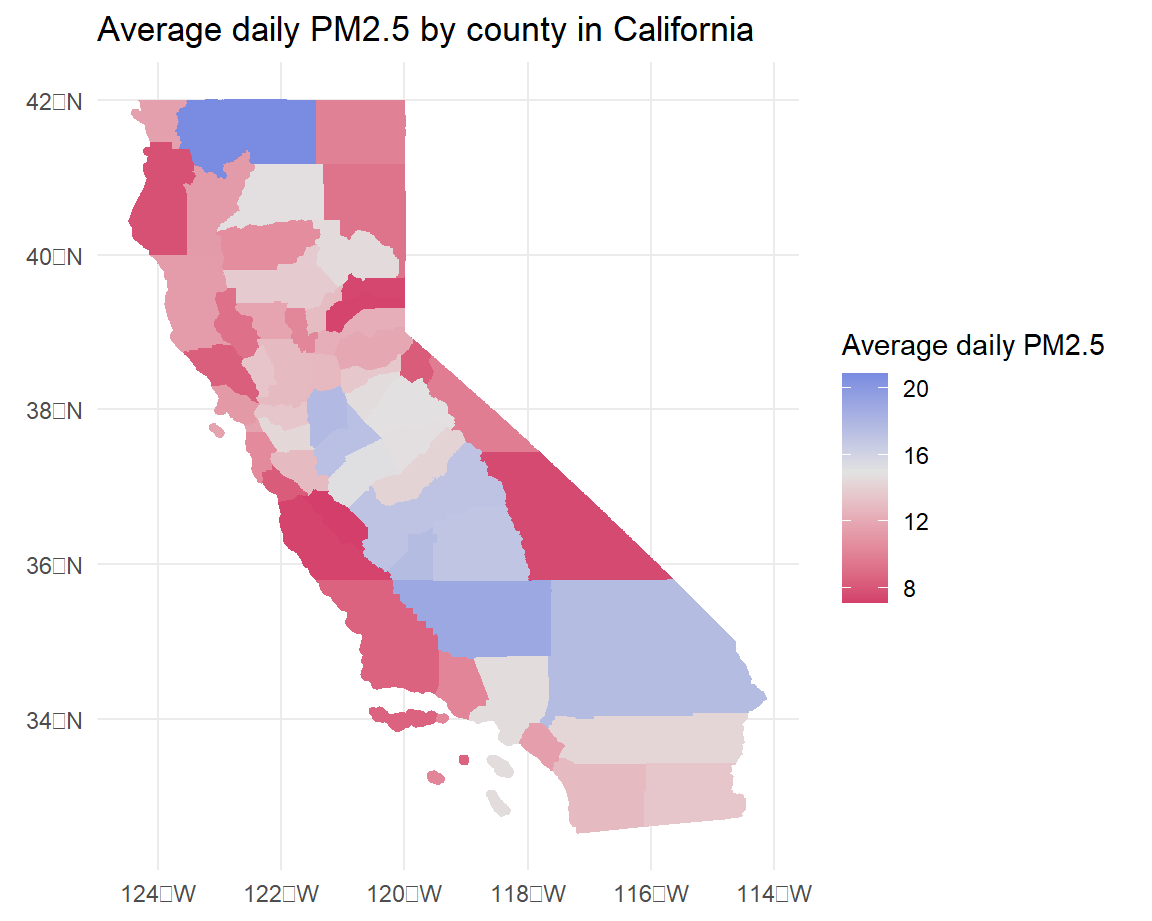 Average daily PM2.5 by county in California
42□N
40□N
38□N
36□N
34□N
124□W 122□W 120□W 118□W 116□W 114□W
Average daily PM2.5
20
16
12
8